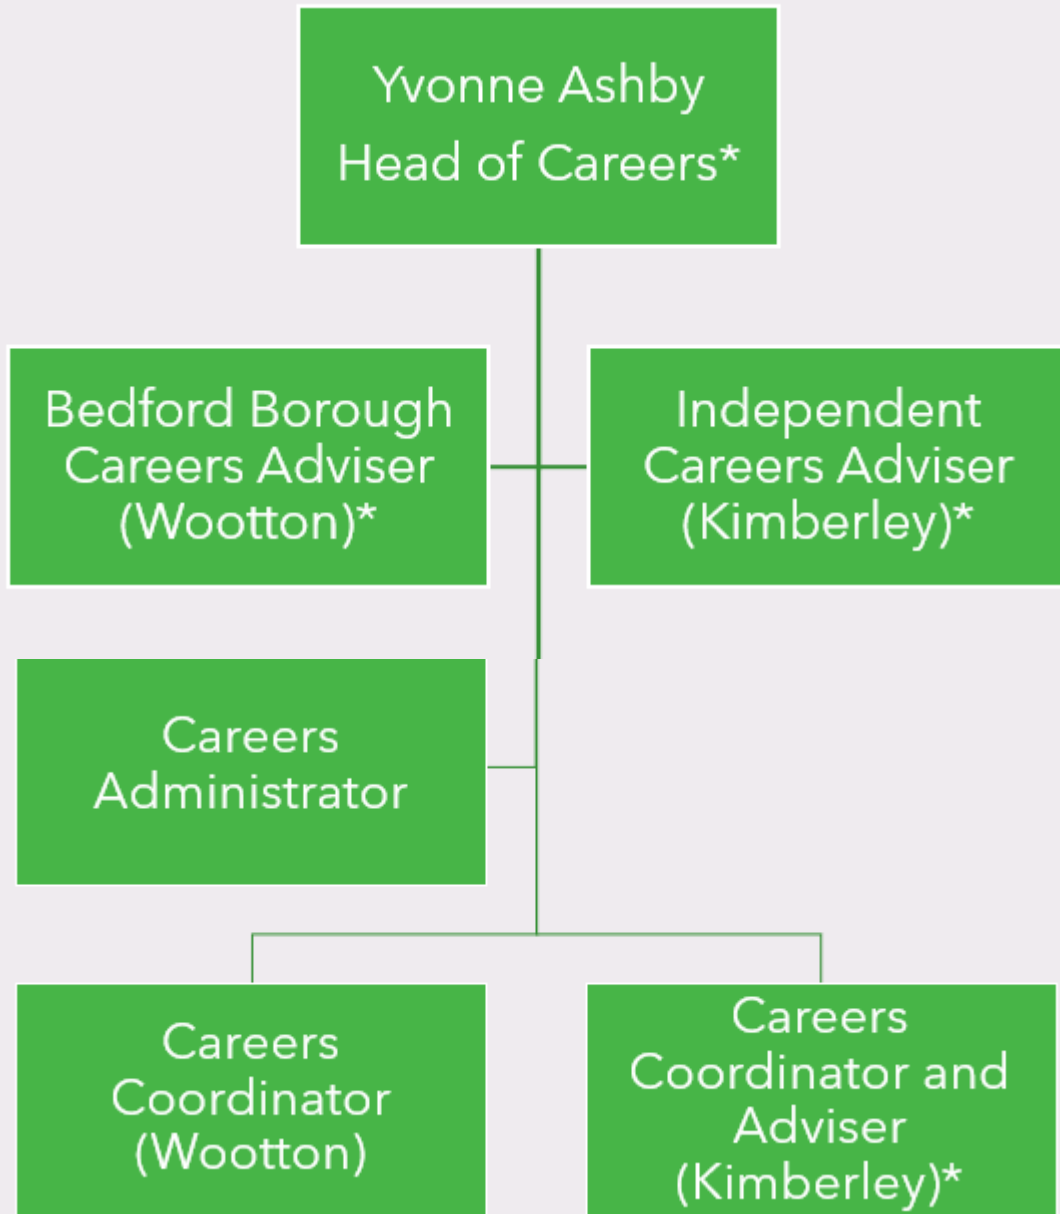 Yvonne Ashby
Head of Careers*
Bedford Borough
Careers Adviser
(Wootton)*
Independent
Careers Adviser
(Kimberley)*
Careers
Administrator
Careers
Coordinator
(Wootton)
Careers
Coordinator and
Adviser
(Kimberley)*